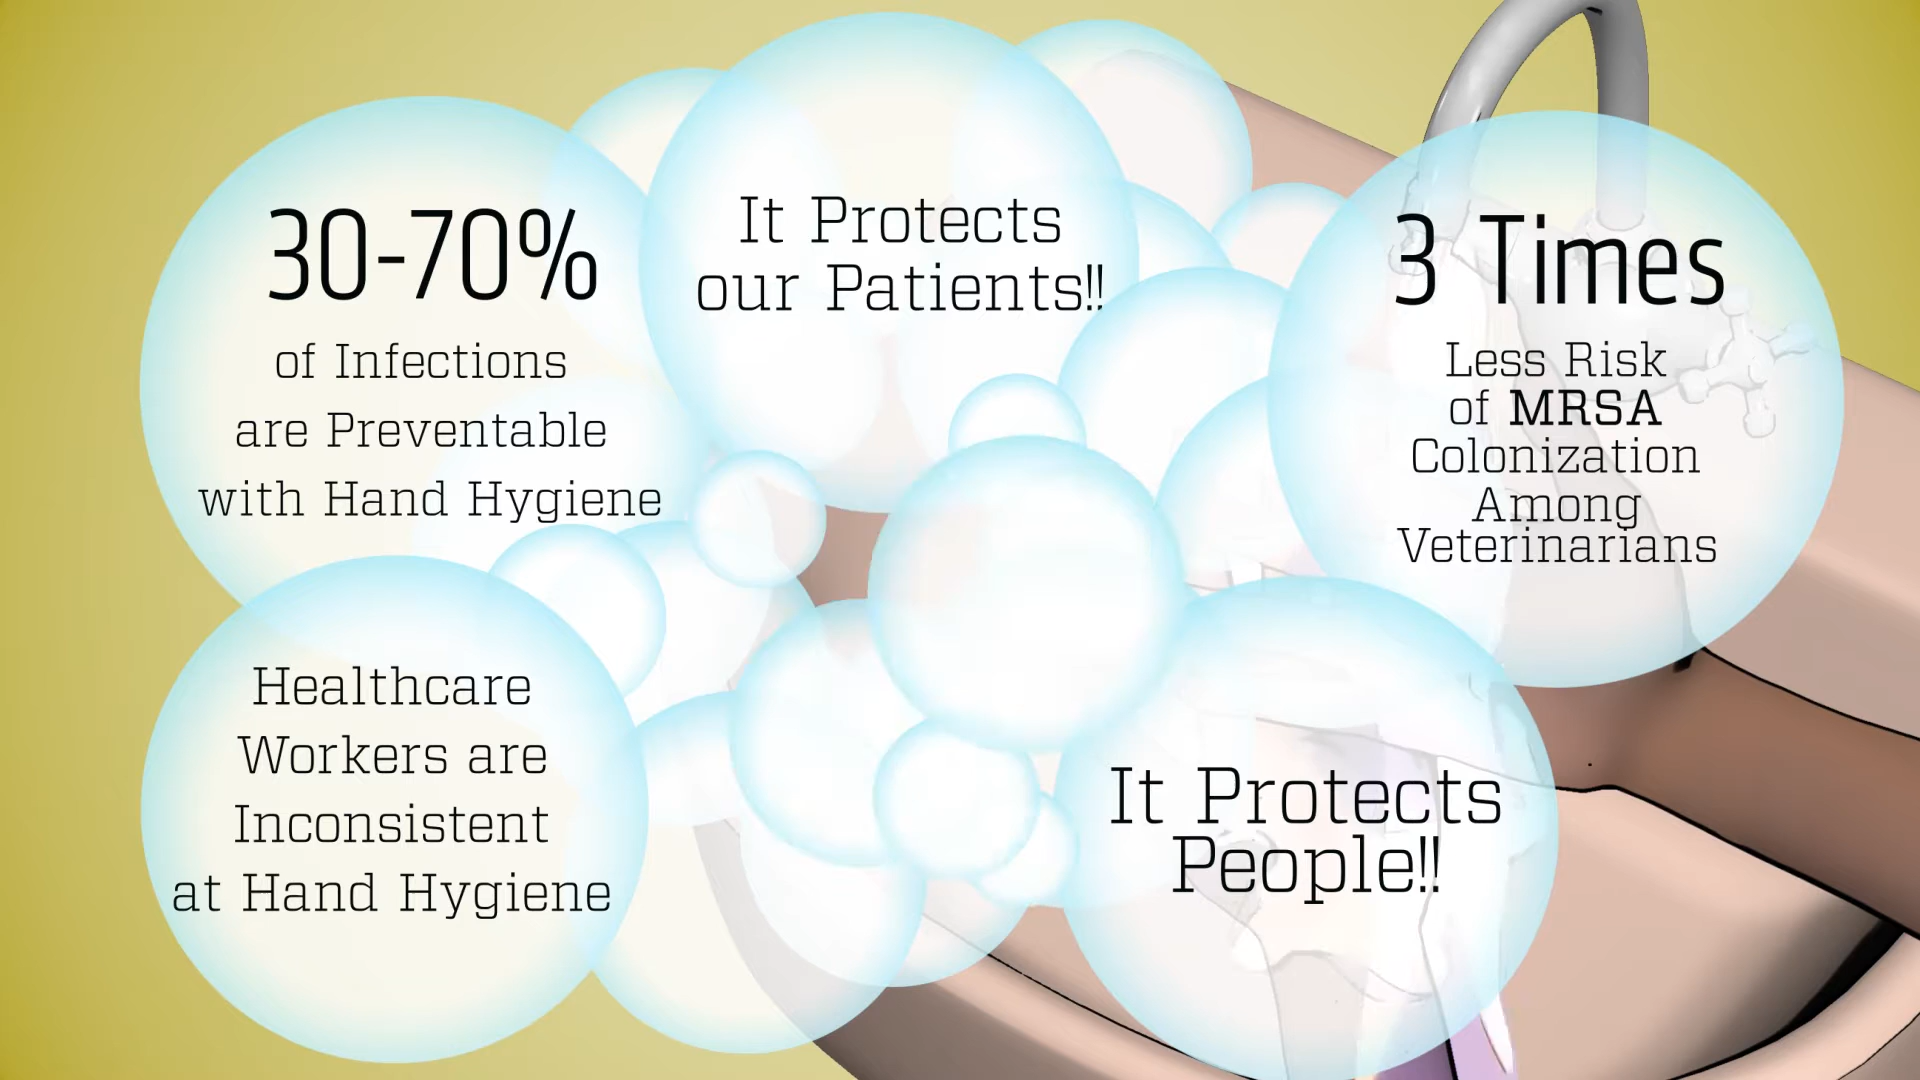 30-70%
of Infections
are Preventable
with Hand Hygiene
It Protects
our Patients!!
3 Times
Less Risk
of MRSA
Colonization
Among
Veterinarians
Healthcare
Workers are
Inconsistent
at Hand Hygiene
It Protects
People!!